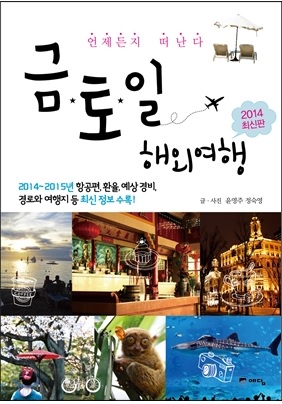 언제든지 떠난다
금·토·일
해외여행
2014
최신판
2014~2015년 항공편, 환율, 예상 경비,
경로와 여행지 등 최신 정보 수록!
글·사진 윤영주 정숙영